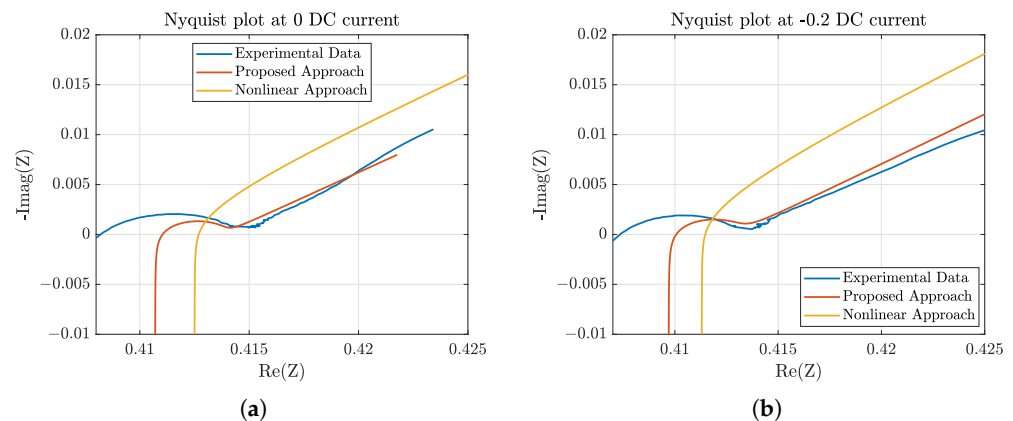 Nyquist plot at 0 DC current
0.02
0.015
0.01
0.005
0
−0.005
−0.01
-Imag(Z)
Experimental Data
Proposed Approach
Nonlinear Approach
0.41
0.415
0.42
0.425
Re(Z)
(a)
Nyquist plot at -0.2 DC current
0.02
0.015
0.01
0.005
0
−0.005
−0.01
-Imag(Z)
Experimental Data
Proposed Approach
Nonlinear Approach
0.41
0.415
0.42
0.425
Re(Z)
(b)